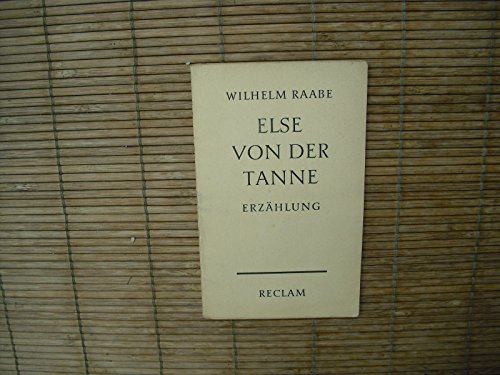 WILHELM RAABE
ELSE
VON DER
TANNE
ERZÄHLUNG
RECLAM